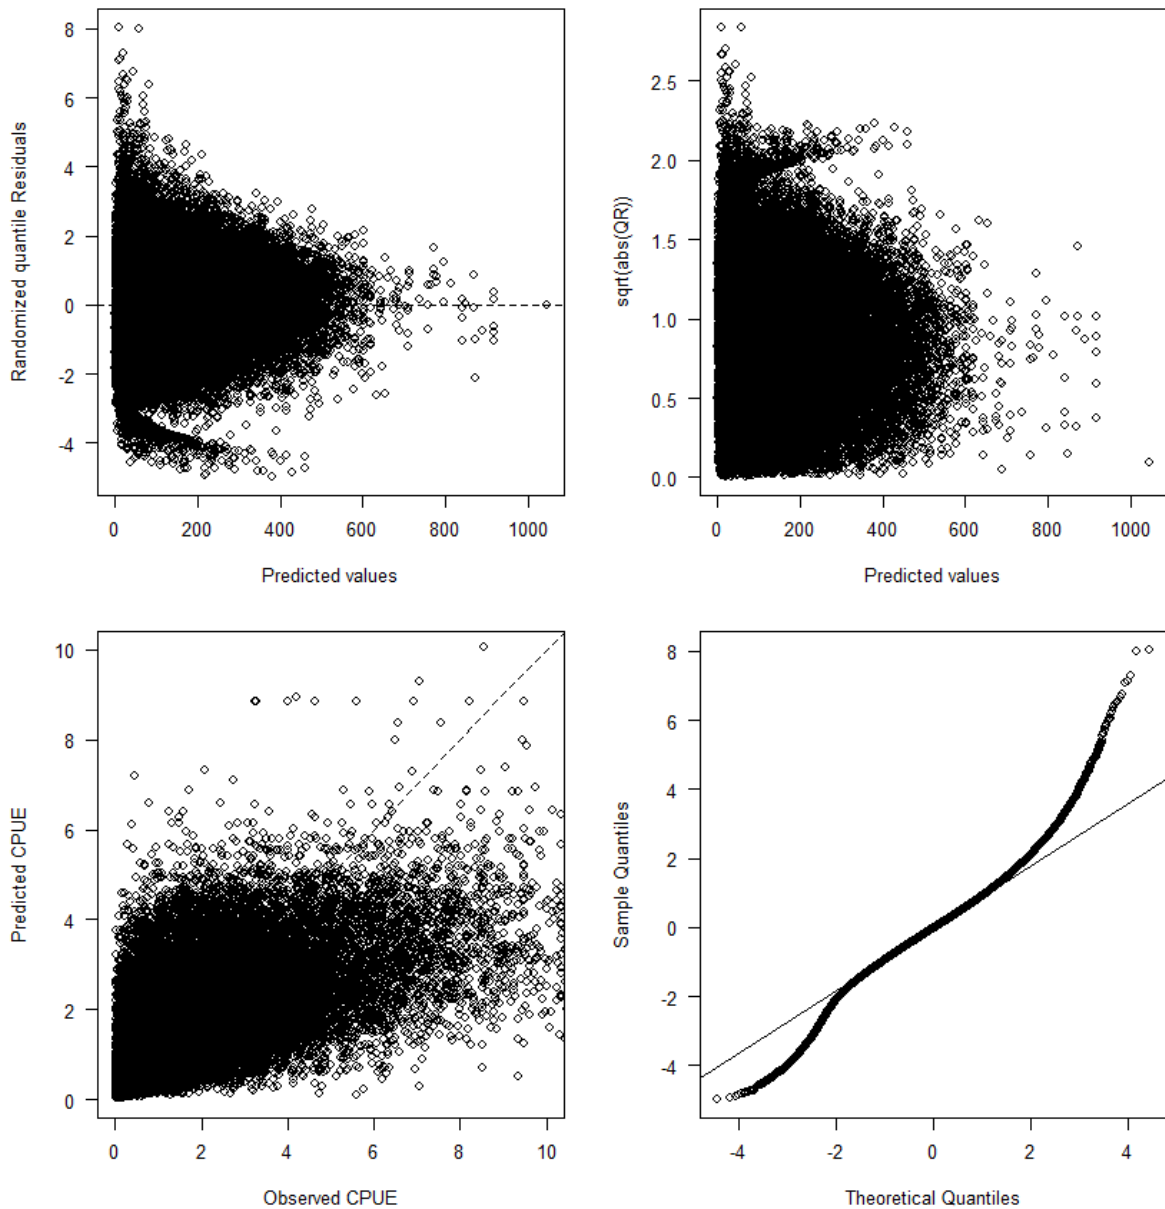 8
6
4
2
0
-2
-4
Randomized quantile Residuals
0 200 400 600 800 1000
Predicted values
2.5
2.0
1.5
1.0
0.5
0.0
sqrt(abs(QR))
0 200 400 600 800 1000
Predicted values
10
8
6
4
2
0
Predicted CPUE
0 2 4 6 8 10
Observed CPUE
8
6
4
2
0
-2
-4
Sample Quantiles
-4 -2 0 2 4
Theoretical Quantiles